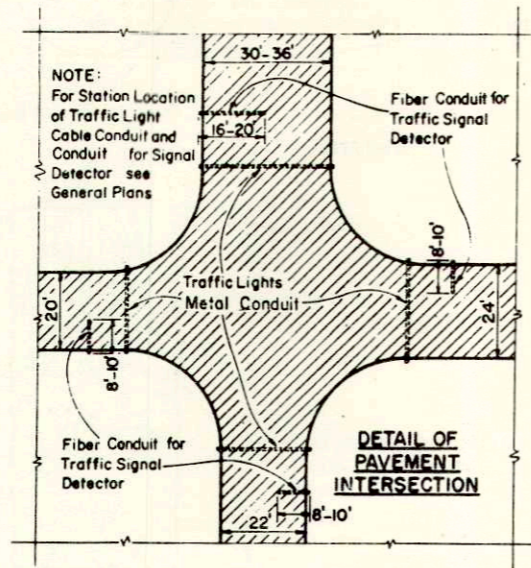 30'-36'
NOTE:
For Station Location
of Traffic Light
Cable Conduit and
Conduit for Signal
Detector see
General Plans
16'-20'
Fiber Conduit for
Traffic Signal
Detector
8'-10'
Traffic Lights
Metal Conduit
20'
24'
8'-10'
Fiber Conduit for
Traffic Signal
Detector
DETAIL OF
PAVEMENT
INTERSECTION
22'
8'-10'